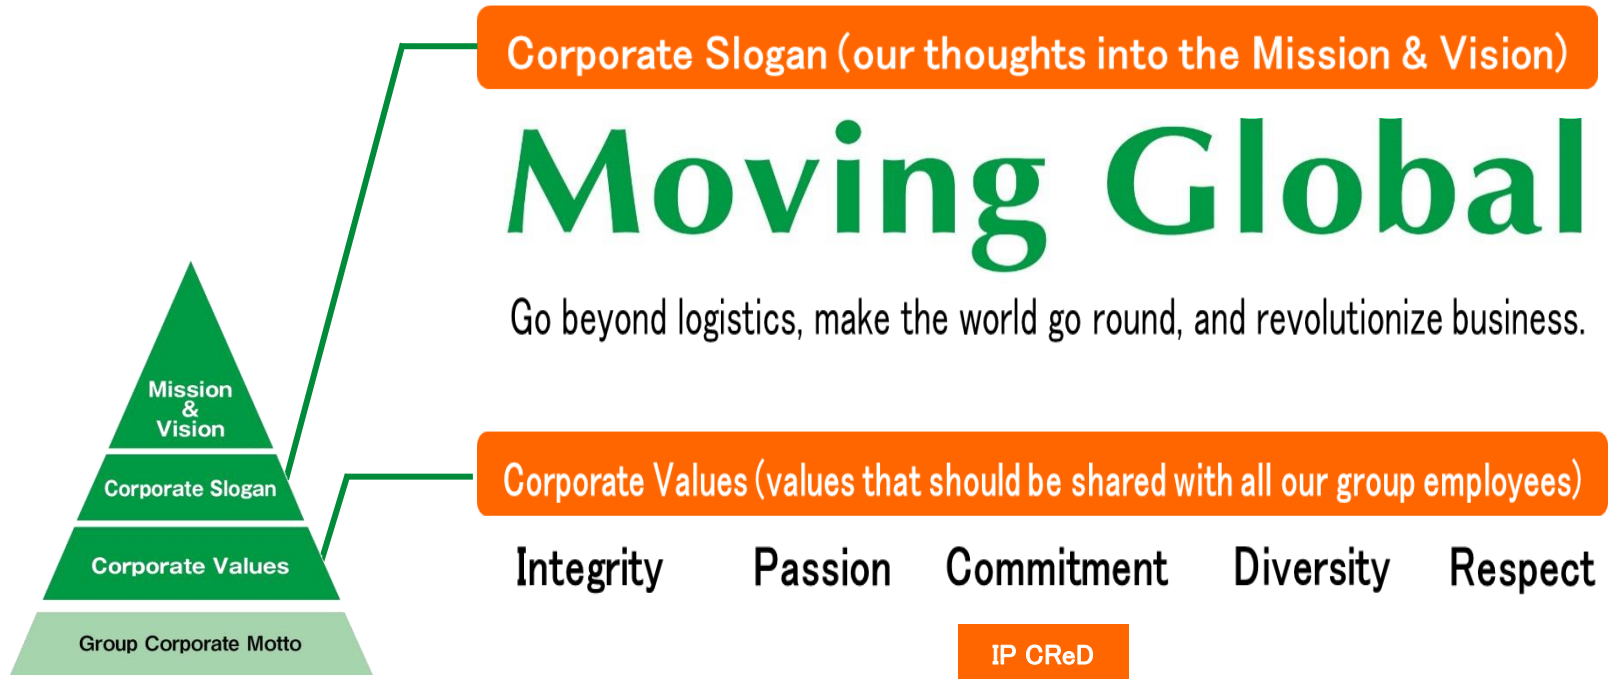 Corporate Slogan (our thoughts into the Mission & Vision)
Moving Global
Go beyond logistics, make the world go round, and revolutionize business.
Mission
&
Vision
Corporate Slogan
Corporate Values
Group Corporate Motto
Corporate Values (values that should be shared with all our group employees)
Integrity Passion Commitment Diversity Respect
IP CReD